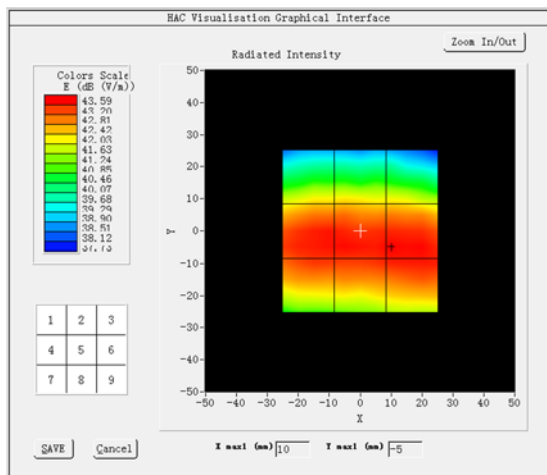 HAC Visualisation Graphical Interface
Zoom In/Out
Radiated Intensity
Colors Scale
E (dB (V/m))
43.59
43.20
42.81
42.42
42.03
41.63
41.24
40.85
40.46
40.07
39.68
39.29
38.90
38.51
38.12
37.73
50
40
30
20
10
0
-10
-20
-30
-40
-50
Y
-50 -40 -30 -20 -10 0 10 20 30 40 50
X
1 2 3
4 5 6
7 8 9
SAVE Cancel
X max1 (mm) 10 Y max1 (mm) -5